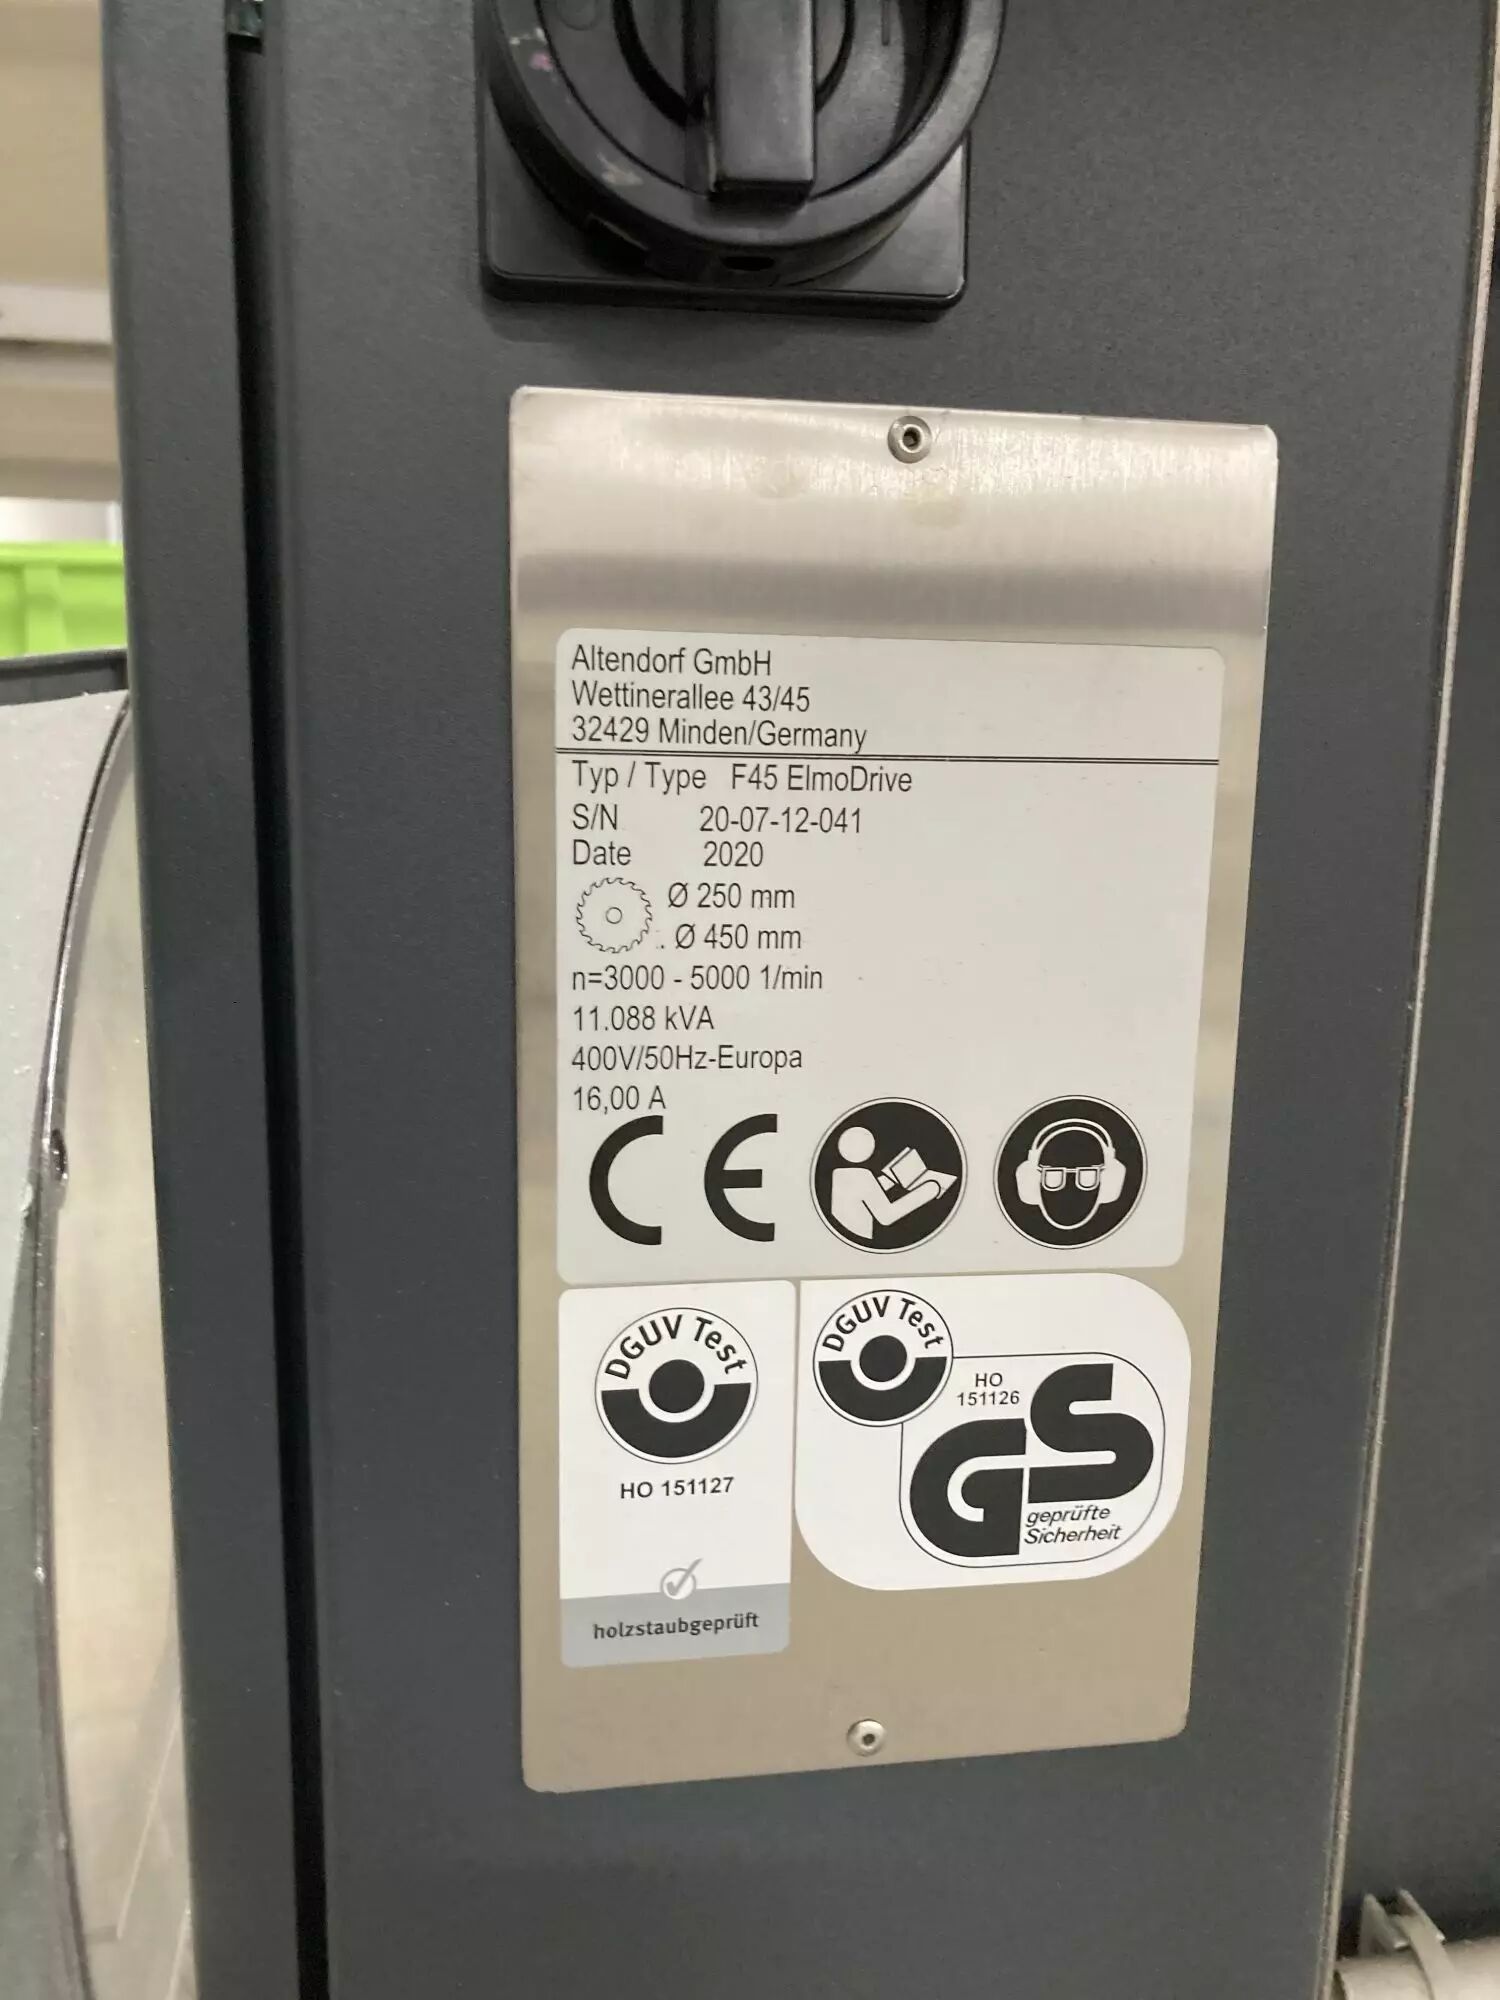 Altendorf GmbH
Wettinerallee 43/45
32429 Minden/Germany
Typ / Type F45 ElmoDrive
S/N 20-07-12-041
Date 2020
Ø 250 mm
. Ø 450 mm
n=3000 - 5000 1/min
11.088 kVA
400V/50Hz-Europa
16,00 A
CE
DGUV Test
HO 151127
holzstaubgeprüft
DGUV Test
HO
151126
GS
geprüfte
Sicherheit